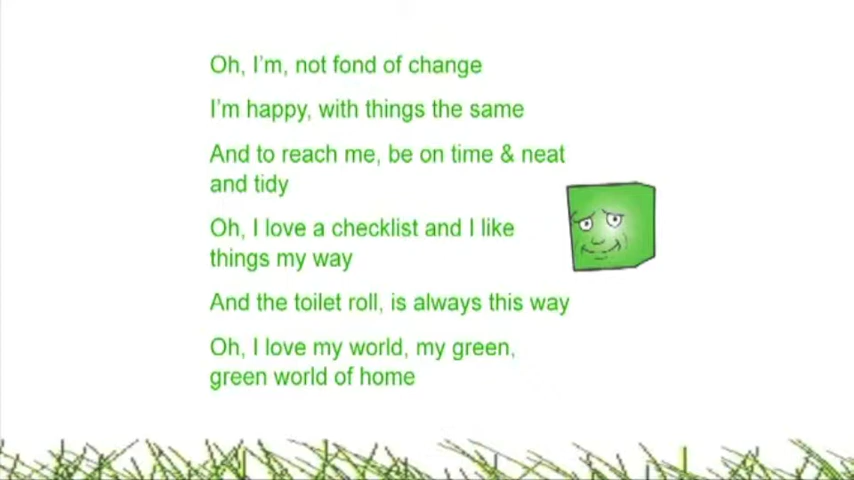 Oh, I'm, not fond of change
I'm happy, with things the same
And to reach me, be on time & neat
and tidy
Oh, I love a checklist and I like
things my way
And the toilet roll, is always this way
Oh, I love my world, my green,
green world of home